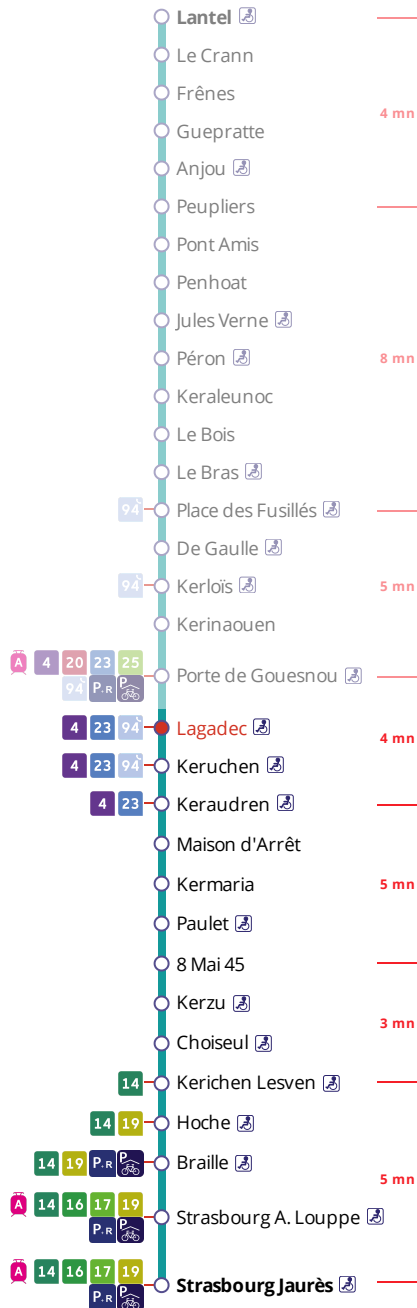 Lantel
Le Crann
Frênes
4 mn
Guepratte
Anjou
Peupliers
Pont Amis
Penhoat
Jules Verne
Péron
8 mn
Keraleunoc
Le Bois
Le Bras
94 Place des Fusillés
De Gaulle
94 Kerloïs
5 mn
Kerinaouen
A 4 20 23 25
Porte de Gouesnou
94 P.R P
4 23 94 Lagadec
4 mn
4 23 94 Keruchen
4 23 Keraudren
Maison d'Arrêt
Kermaria
5 mn
Paulet
8 Mai 45
Kerzu
3 mn
Choiseul
14 Kerichen Lesven
14 19 Hoche
14 19 P.R P Braille
5 mn
A 14 16 17 19
Strasbourg A. Louppe
P.R P
A 14 16 17 19
Strasbourg Jaurès
P.R P